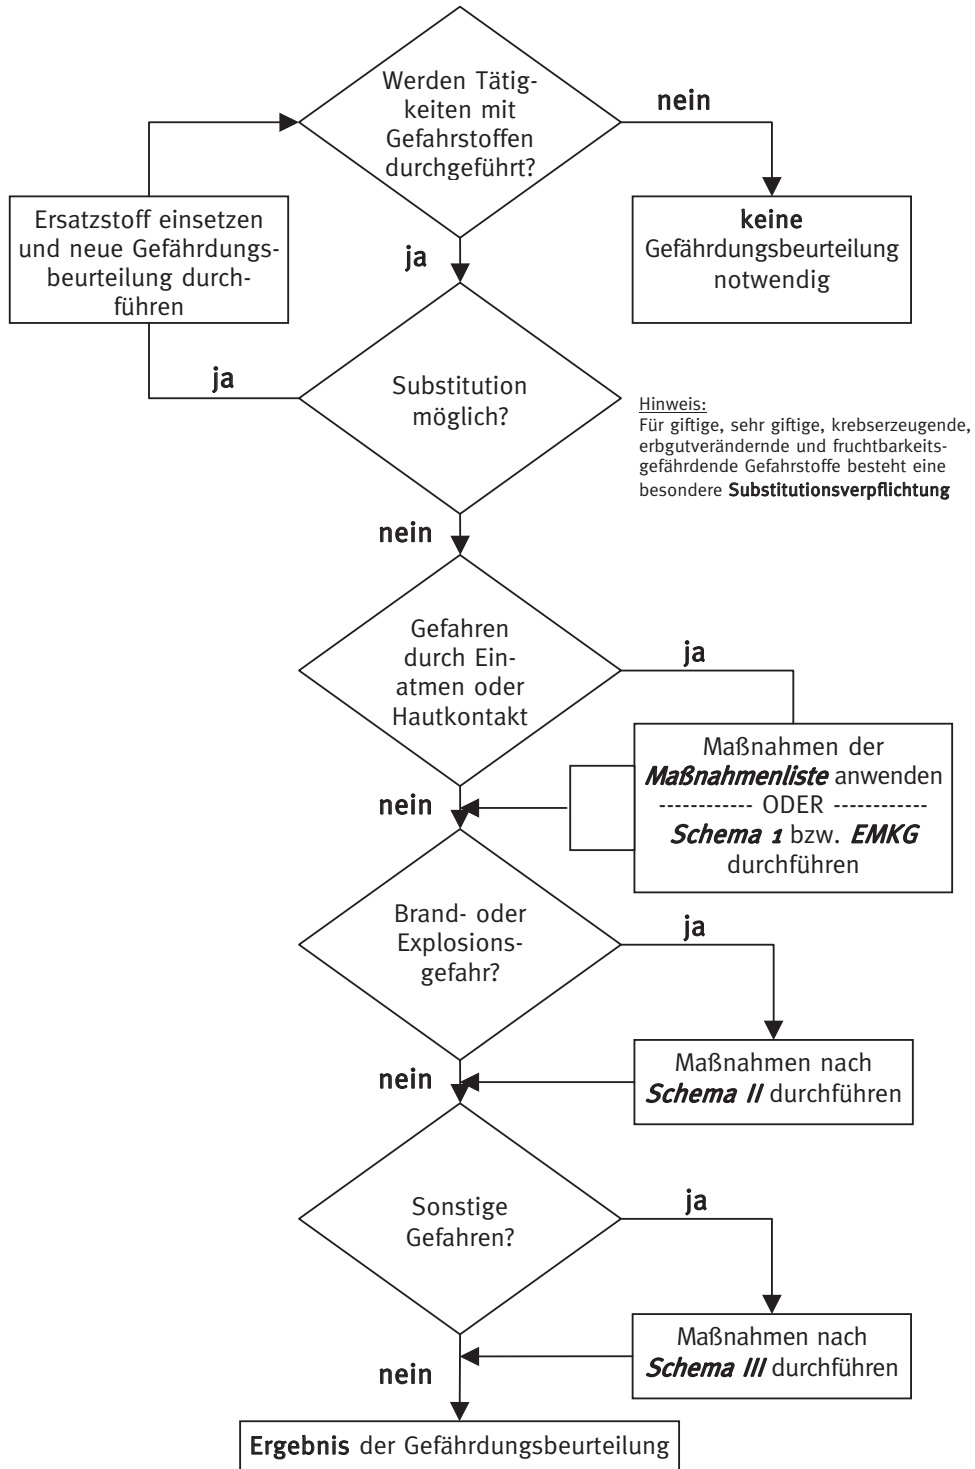 Werden Tätig-
keiten mit
Gefahrstoffen
durchgeführt?
nein
keine
Gefährdungsbeurteilung
notwendig
Ersatzstoff einsetzen
und neue Gefährdungs-
beurteilung durch-
führen
ja
ja
Substitution
möglich?
Hinweis:
Für giftige, sehr giftige, krebserzeugende,
erbgutverändernde und fruchtbarkeits-
gefährdende Gefahrstoffe besteht eine
besondere Substitutionsverpflichtung
nein
Gefahren
durch Ein-
atmen oder
Hautkontakt
ja
Maßnahmen der
Maßnahmenliste anwenden
------------ ODER ------------
Schema 1 bzw. EMKG
durchführen
nein
Brand- oder
Explosions-
gefahr?
ja
Maßnahmen nach
Schema II durchführen
nein
Sonstige
Gefahren?
ja
Maßnahmen nach
Schema III durchführen
nein
Ergebnis der Gefährdungsbeurteilung